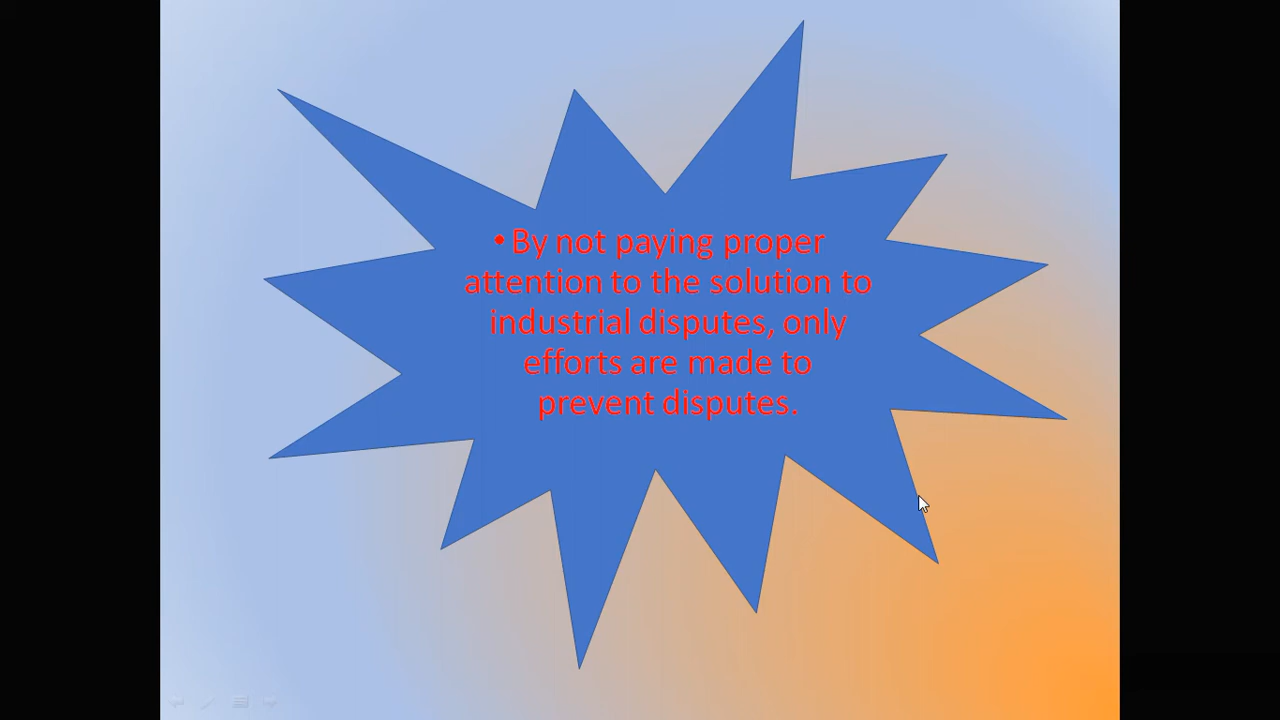 • By not paying proper
attention to the solution to
industrial disputes, only
efforts are made to
prevent disputes.